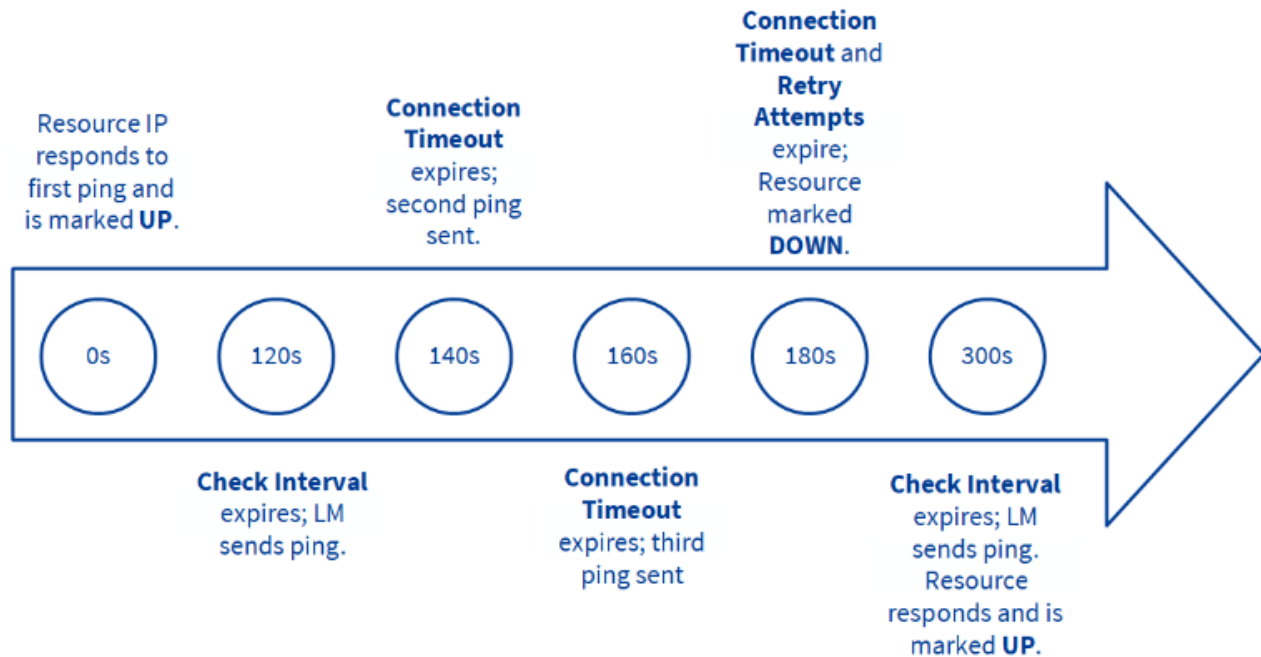 Resource IP
responds to
first ping and
is marked UP.
Connection
Timeout
expires;
second ping
sent.
Connection
Timeout and
Retry
Attempts
expire;
Resource
marked
DOWN.
0s
120s
140s
160s
180s
300s
Check Interval
expires; LM
sends ping.
Connection
Timeout
expires; third
ping sent
Check Interval
expires; LM
sends ping.
Resource
responds and is
marked UP.